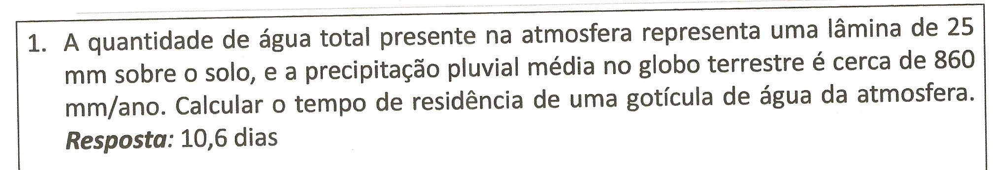 1. A quantidade de água total presente na atmosfera representa uma lâmina de 25
mm sobre o solo, e a precipitação pluvial média no globo terrestre é cerca de 860
mm/ano. Calcular o tempo de residência de uma gotícula de água da atmosfera.
Resposta: 10,6 dias